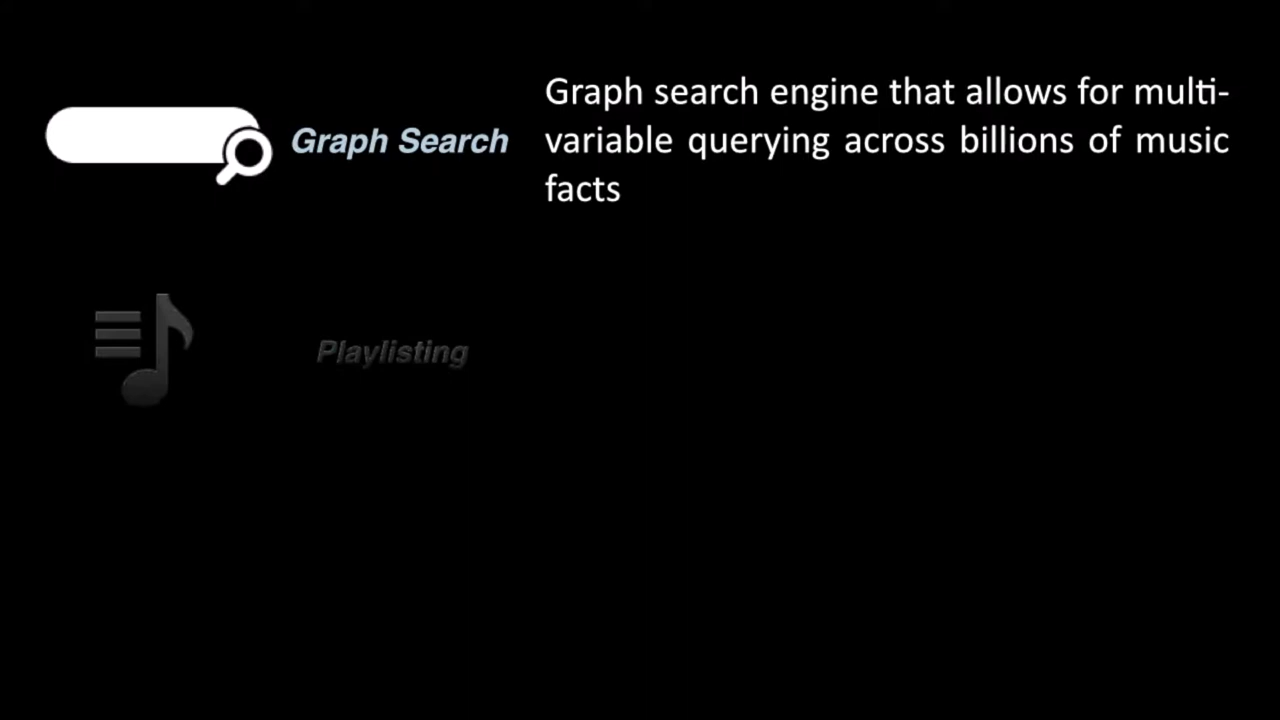 Graph Search
Graph search engine that allows for multi-
variable querying across billions of music
facts
Playlisting